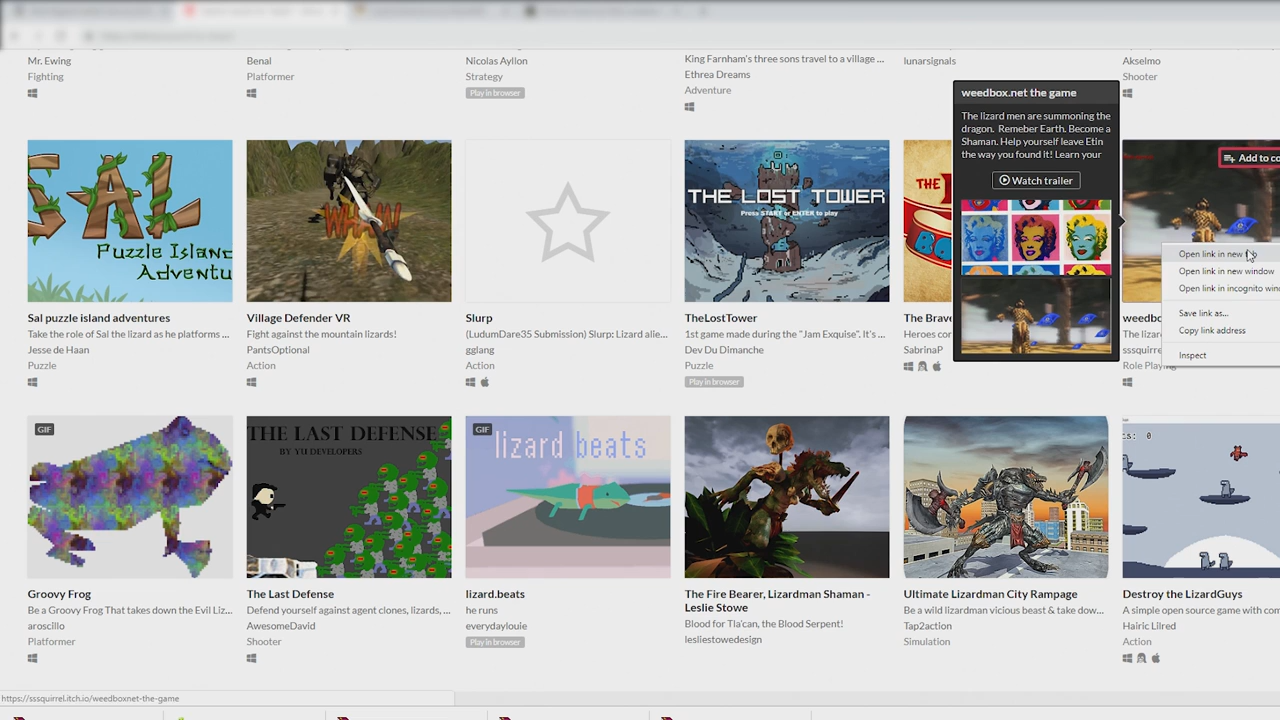 Mr. Ewing
Fighting
Benal
Platformer
Nicolas Ayllon
Strategy
Play in browser
King Farnham's three sons travel to a village ...
Ethrea Dreams
Adventure
lunarsignals
Akselmo
Shooter
weedbox.net the game
The lizard men are summoning the
dragon. Remeber Earth. Become a
Shaman. Help yourself leave Etin
the way you found it! Learn your
Watch trailer
Add to co
Open link in new
Open link in new window
Open link in incognito wind
Save link as...
Copy link address
Inspect
SAL
Puzzle Island
Adventu
THE LOST TOWER
Press START or ENTER to play
Sal puzzle island adventures
Take the role of Sal the lizard as he platforms ...
Jesse de Haan
Puzzle
Village Defender VR
Fight against the mountain lizards!
PantsOptional
Action
Slurp
(LudumDare35 Submission) Slurp: Lizard alie...
gglang
Action
TheLostTower
1st game made during the "Jam Exquise". It's ...
Dev Du Dimanche
Puzzle
Play in browser
The Brave
Heroes cor
SabrinaP
weedbo
The lizar
sssquirre
Role Playing
GIF
THE LAST DEFENSE
BY YU DEVELOPERS
GIF
lizard beats
0
Groovy Frog
Be a Groovy Frog That takes down the Evil Liz...
aroscillo
Platformer
The Last Defense
Defend yourself against agent clones, lizards, ...
AwesomeDavid
Shooter
lizard.beats
he runs
everydaylouie
Play in browser
The Fire Bearer, Lizardman Shaman -
Leslie Stowe
Blood for Tla'can, the Blood Serpent!
lesliestowedesign
Ultimate Lizardman City Rampage
Be a wild lizardman vicious beast & take dow...
Tap2action
Simulation
Destroy the LizardGuys
A simple open source game with com
Hairic Lilred
Action
https://sssquirrel.itch.io/weedboxnet-the-game